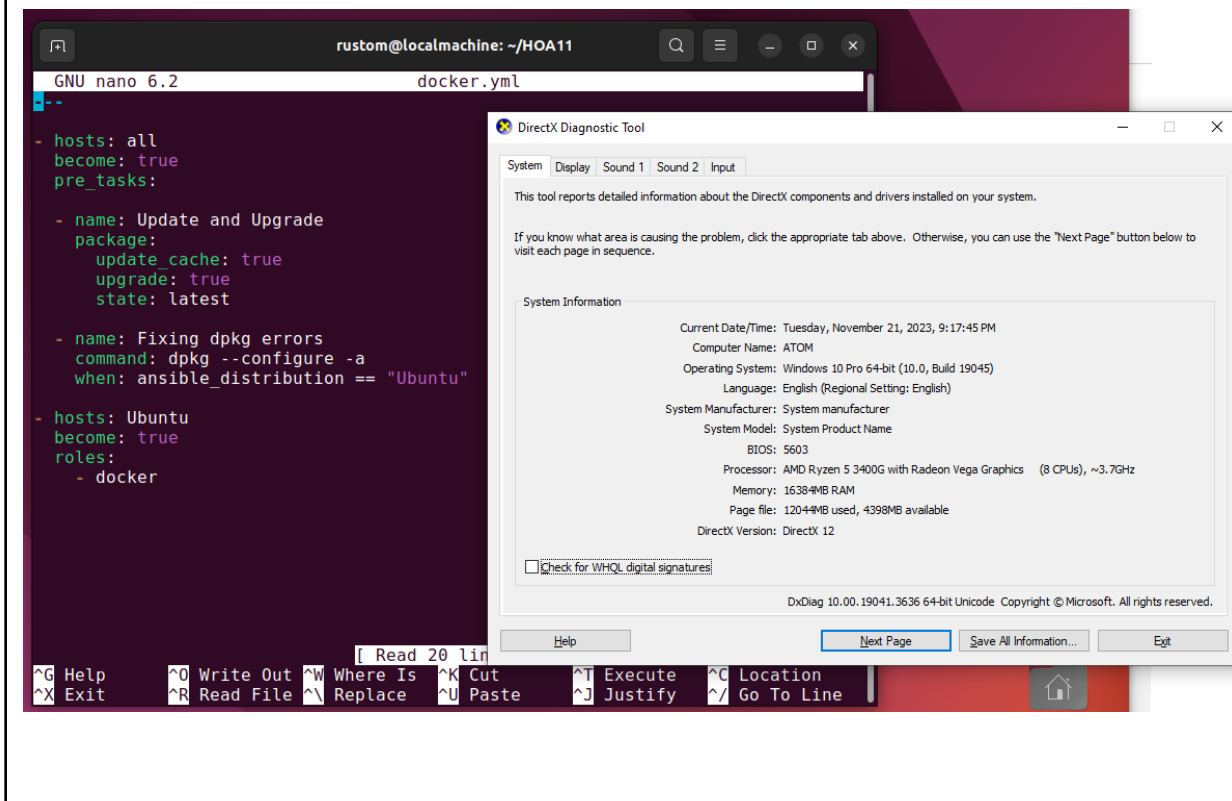 rustom@localmachine: ~/HOA11
GNU nano 6.2 docker.yml
---
- hosts: all
become: true
pre_tasks:
- name: Update and Upgrade
package:
update_cache: true
upgrade: true
state: latest
- name: Fixing dpkg errors
command: dpkg --configure -a
when: ansible_distribution == "Ubuntu"
- hosts: Ubuntu
become: true
roles:
- docker
[ Read 20 lin
^G Help ^O Write Out ^W Where Is ^K Cut ^T Execute ^C Location
^X Exit ^R Read File ^\ Replace ^U Paste ^J Justify ^/ Go To Line
DirectX Diagnostic Tool
System Display Sound 1 Sound 2 Input
This tool reports detailed information about the DirectX components and drivers installed on your system.
If you know what area is causing the problem, click the appropriate tab above. Otherwise, you can use the "Next Page" button below to
visit each page in sequence.
System Information
Current Date/Time: Tuesday, November 21, 2023, 9:17:45 PM
Computer Name: ATOM
Operating System: Windows 10 Pro 64-bit (10.0, Build 19045)
Language: English (Regional Setting: English)
System Manufacturer: System manufacturer
System Model: System Product Name
BIOS: 5603
Processor: AMD Ryzen 5 3400G with Radeon Vega Graphics (8 CPUs), ~3.7GHz
Memory: 16384MB RAM
Page file: 12044MB used, 4398MB available
DirectX Version: DirectX 12
Check for WHQL digital signatures
DxDiag 10.00.19041.3636 64-bit Unicode Copyright © Microsoft. All rights reserved.
Help Next Page Save All Information... Exit